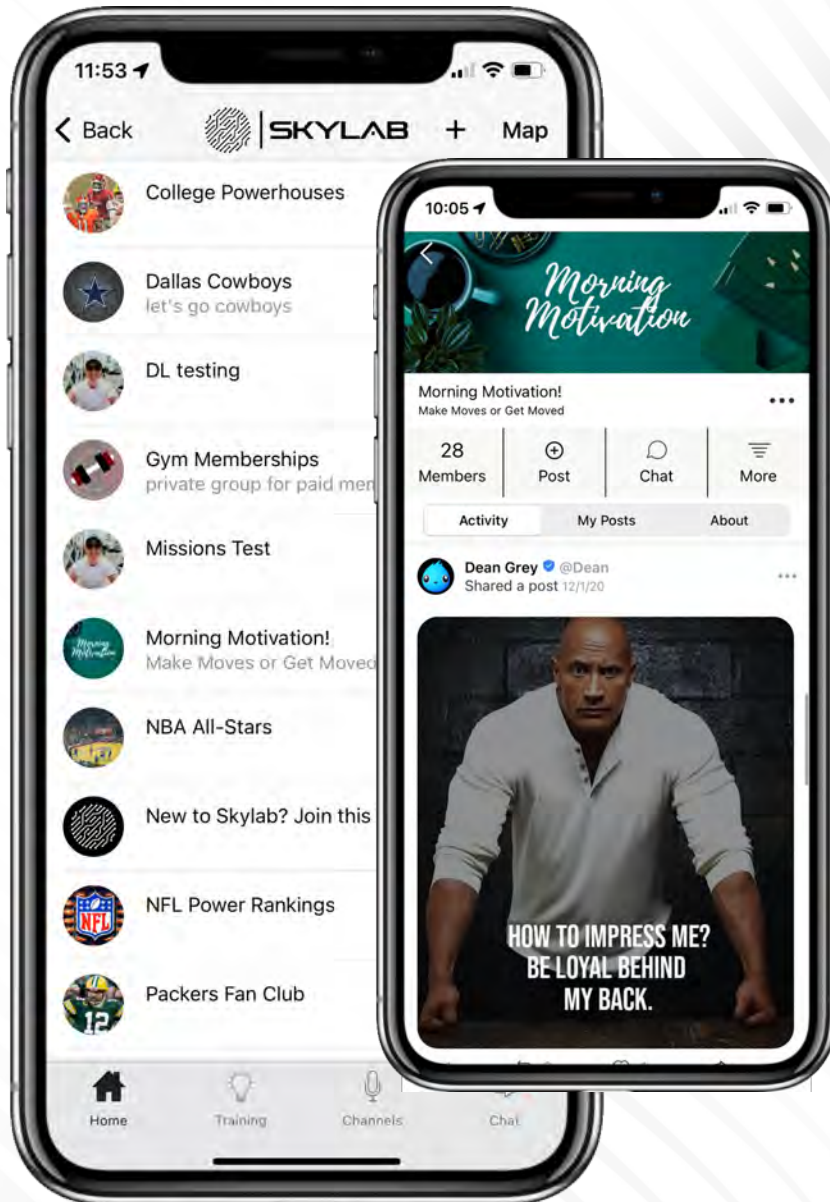 11:53
Back
SKYLAB
+ Map
College Powerhouses
Dallas Cowboys
let's go cowboys
DL testing
Gym Memberships
private group for paid
Missions Test
Morning Motivation!
Make Moves or Get Moved
NBA All-Stars
New to Skylab? Join this
NFL
NFL Power Rankings
12
Packers Fan Club
Home
Training
Channels
Chat
10:05
Morning
Motivation
Morning Motivation!
Make Moves or Get Moved
28
Members
Post
Chat
More
Activity
My Posts
About
Dean Grey @Dean
Shared a post 12/1/20
HOW TO IMPRESS ME?
BE LOYAL BEHIND
MY BACK.